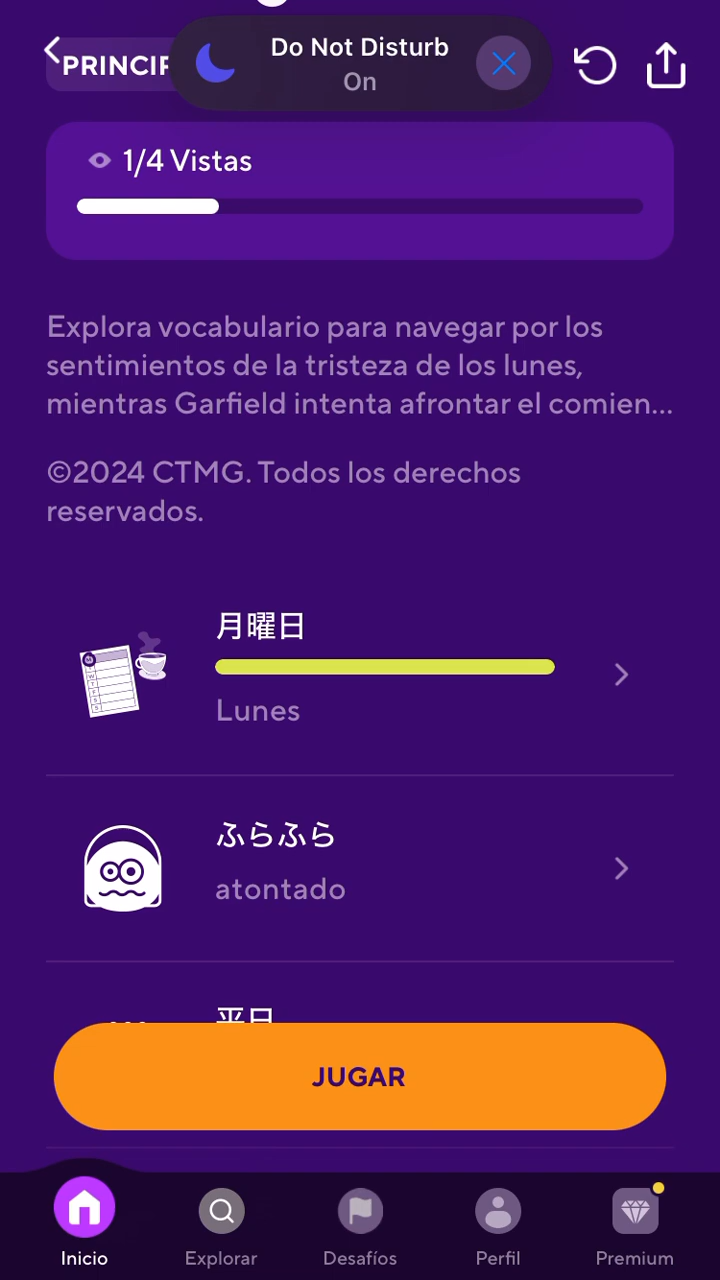 Do Not Disturb
On
1/4 Vistas
Explora vocabulario para navegar por los
sentimientos de la tristeza de los lunes,
mientras Garfield intenta afrontar el comien...
©2024 CTMG. Todos los derechos
reservados.
月曜日
Lunes
ふらふら
atontado
平日
JUGAR
Inicio
Explorar
Desafíos
Perfil
Premium